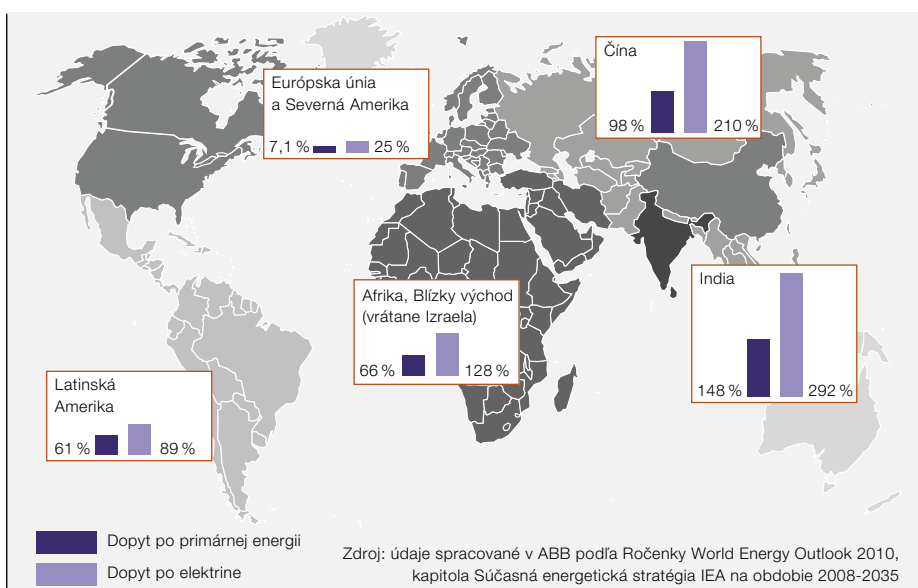 Európska únia
a Severná Amerika
7,1 % 25 %
Čína
98 % 210 %
Afrika, Blízky východ
(vrátane Izraela)
66 % 128 %
India
148 % 292 %
Latinská
Amerika
61 % 89 %
Dopyt po primárnej energii
Dopyt po elektrine
Zdroj: údaje spracované v ABB podľa Ročenky World Energy Outlook 2010,
kapitola Súčasná energetická stratégia IEA na obdobie 2008-2035